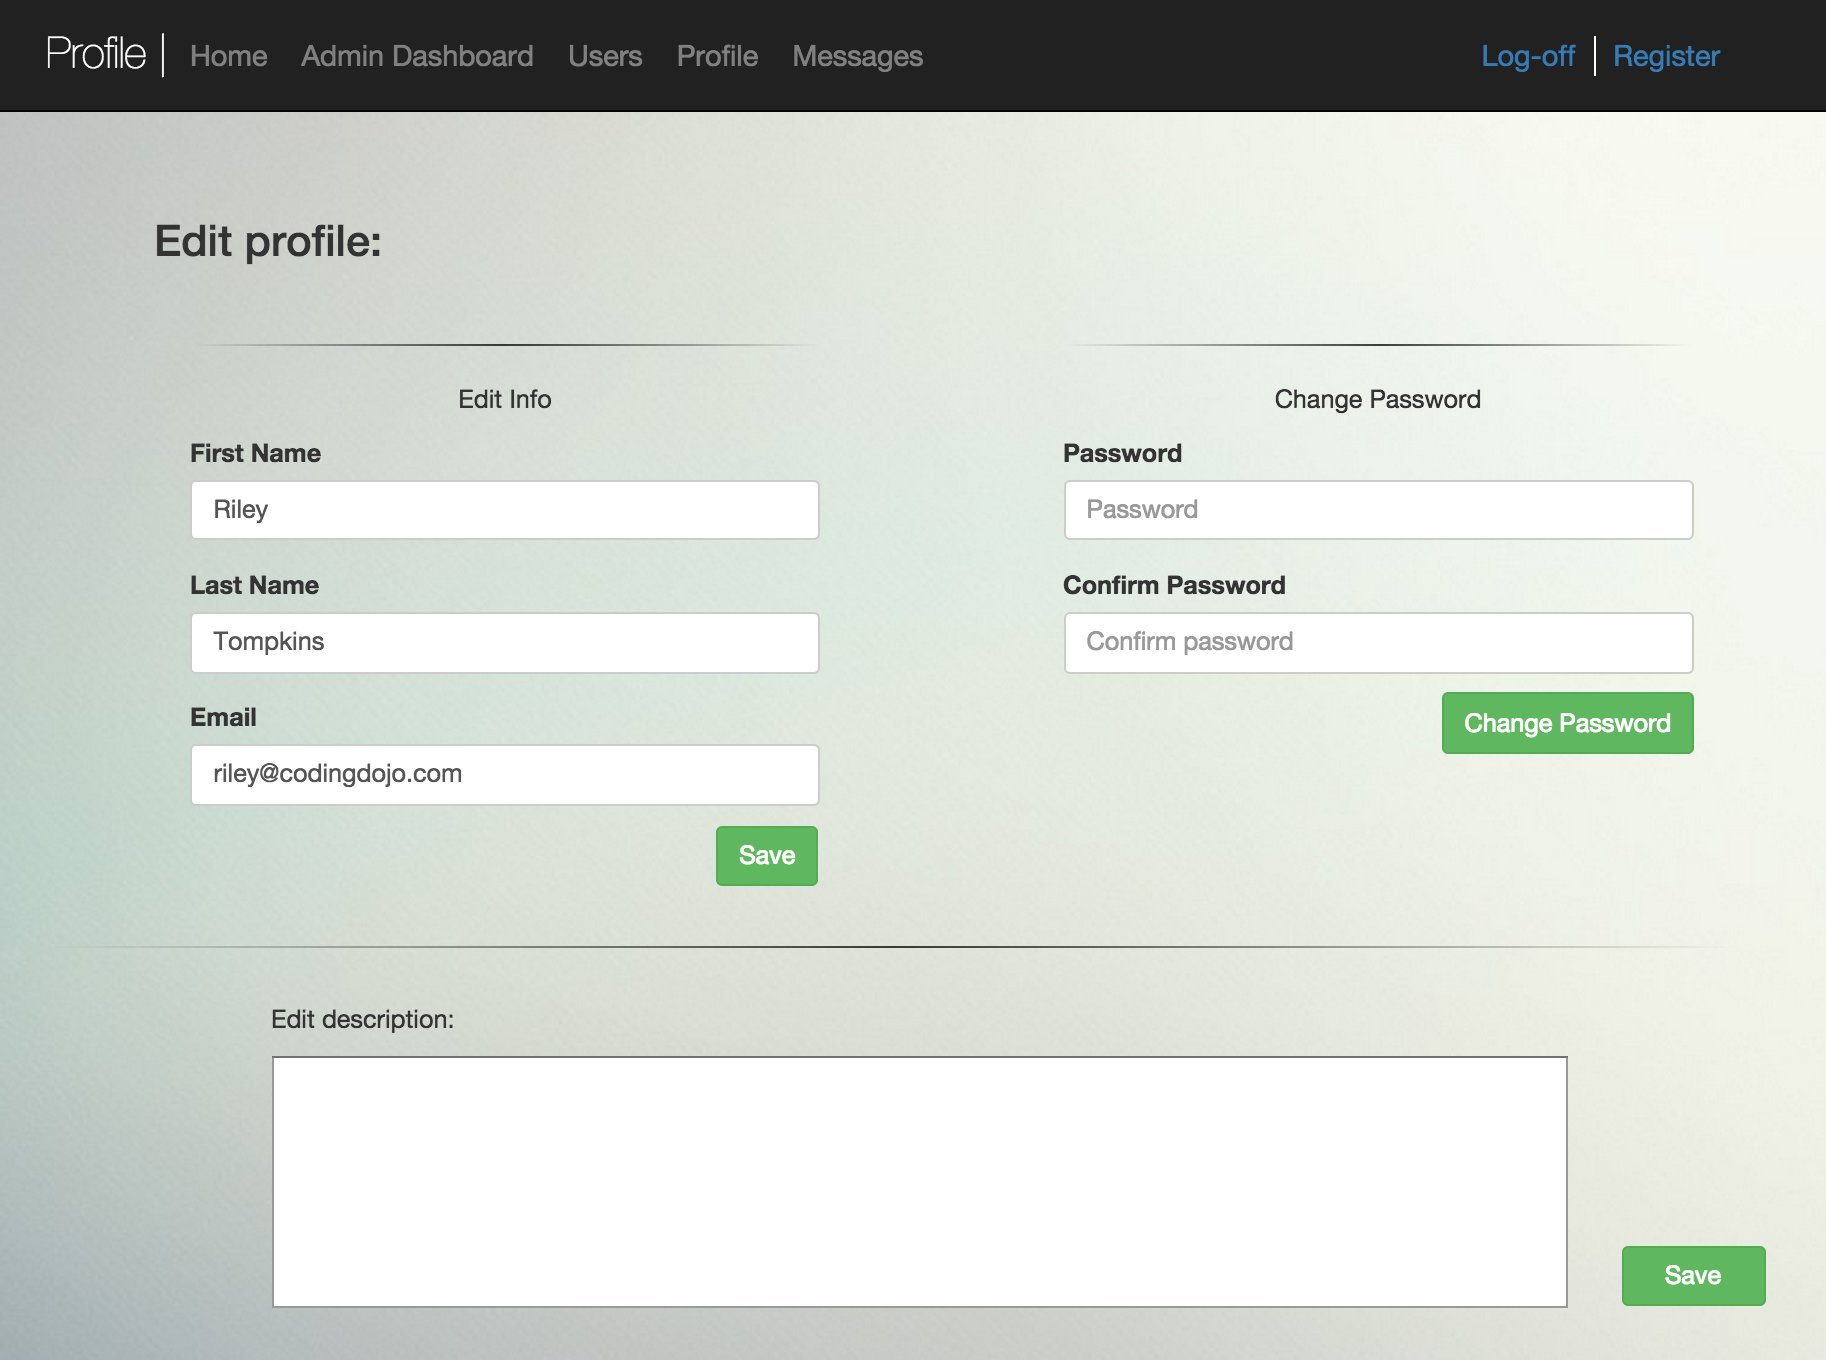 Profile Home Admin Dashboard Users Profile Messages Log-off Register
Edit profile:
Edit Info
First Name
Riley
Last Name
Tompkins
Email
riley@codingdojo.com
Save
Change Password
Password
Password
Confirm Password
Confirm password
Change Password
Edit description:
Save